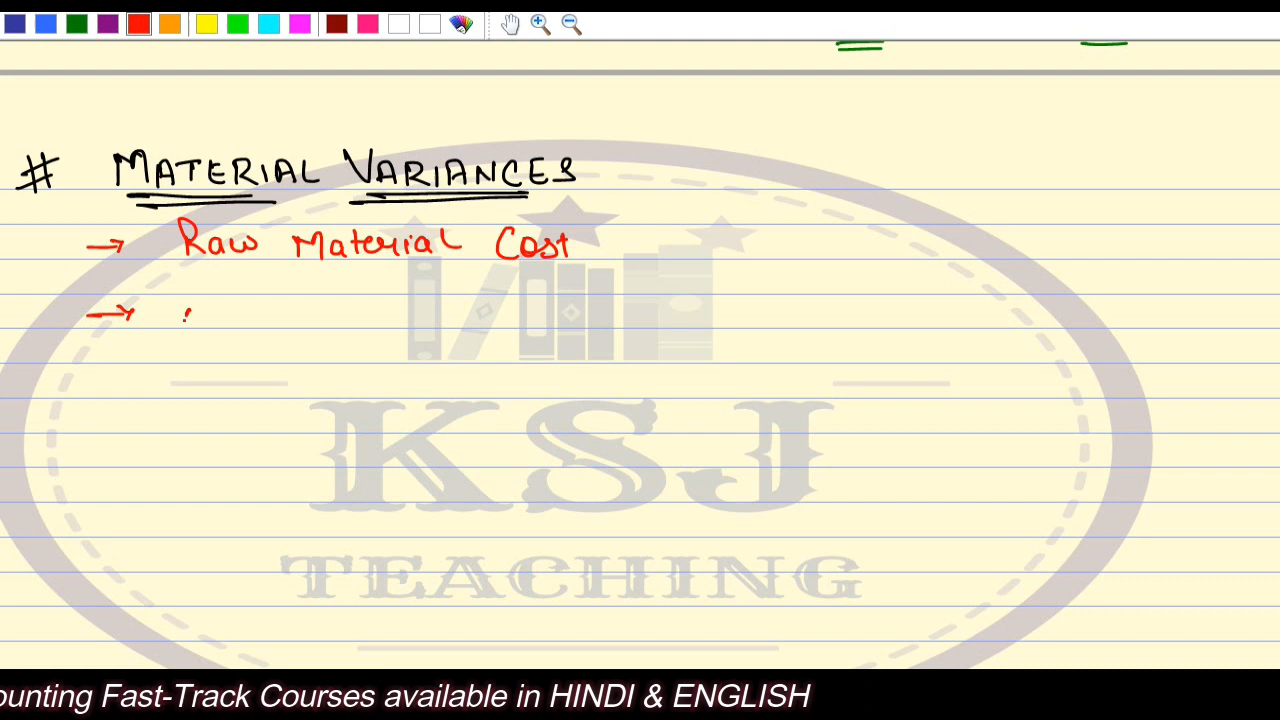 # MATERIAL VARIANCES
→ Raw Material Cost
→
KSJ
TEACHING
ounting Fast-Track Courses available in HINDI & ENGLISH